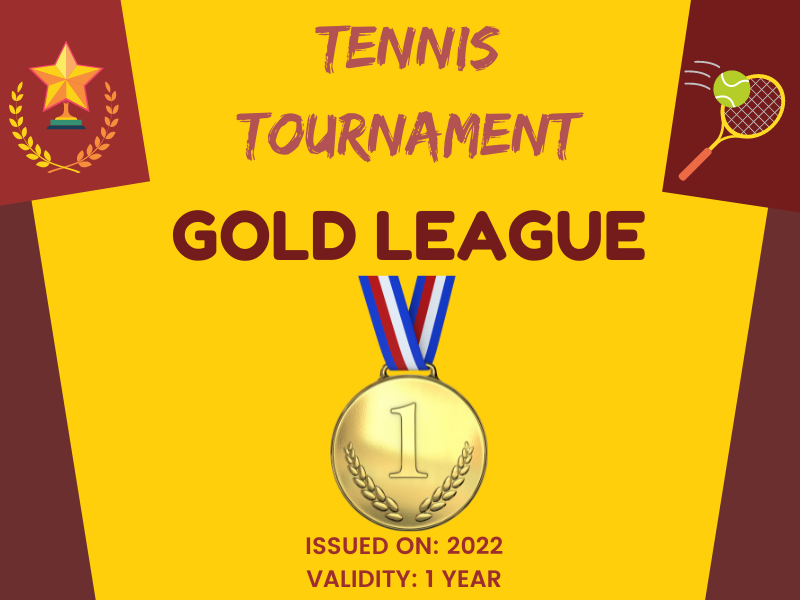 TENNIS
TOURNAMENT
GOLD LEAGUE
1
ISSUED ON: 2022
VALIDITY: 1 YEAR